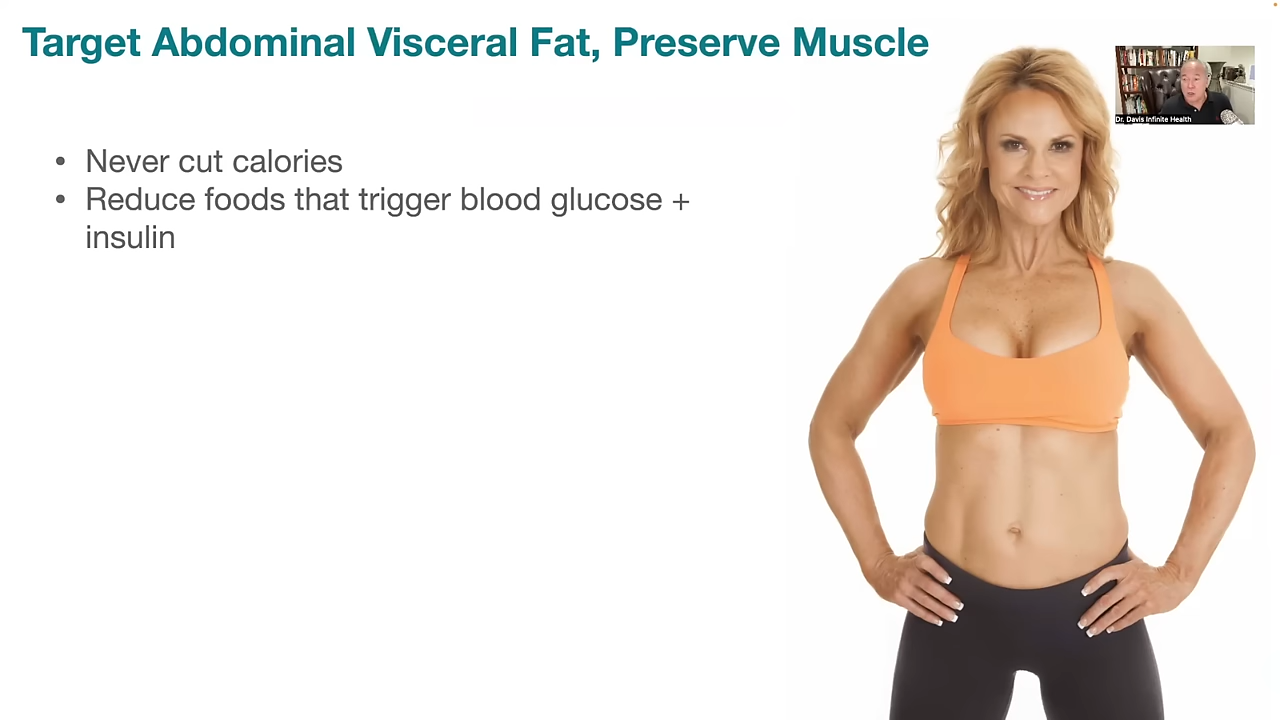 Target Abdominal Visceral Fat, Preserve Muscle
Dr. Davis Infinite Health
• Never cut calories
• Reduce foods that trigger blood glucose +
insulin